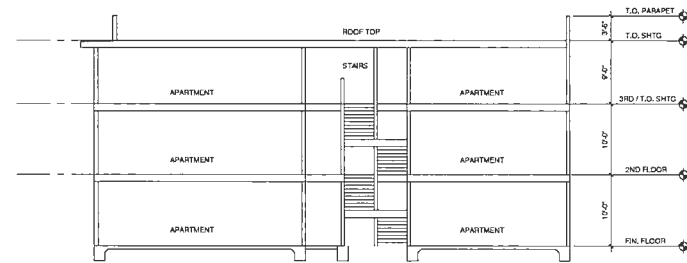 T.O. PARAPET
3'-6"
ROOF TOP
T.O. SHTG
STAIRS
9'-0"
APARTMENT
APARTMENT
3RD / T.O. SHTG
10'-0"
APARTMENT
APARTMENT
2ND FLOOR
10'-0"
APARTMENT
APARTMENT
FIN. FLOOR